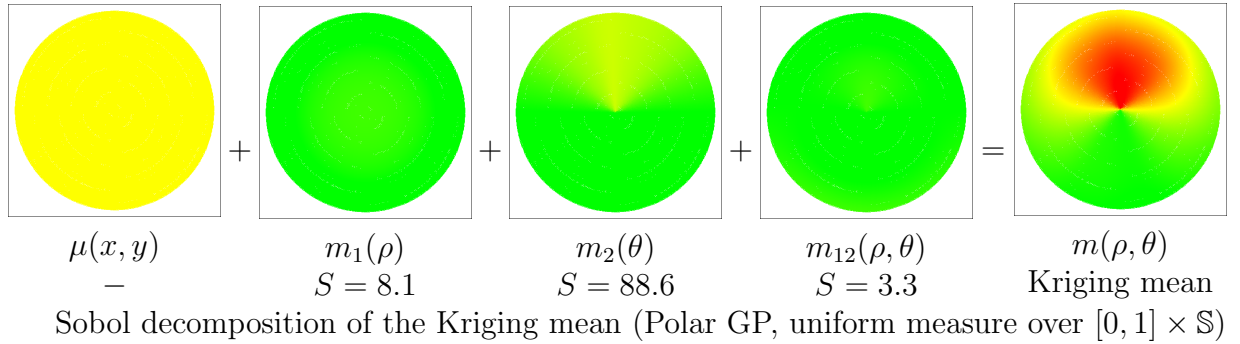 + + + =
μ(x, y) m₁(ρ) m₂(θ) m₁₂(ρ, θ) m(ρ, θ)
− S = 8.1 S = 88.6 S = 3.3 Kriging mean
Sobol decomposition of the Kriging mean (Polar GP, uniform measure over [0, 1] × 𝕊)